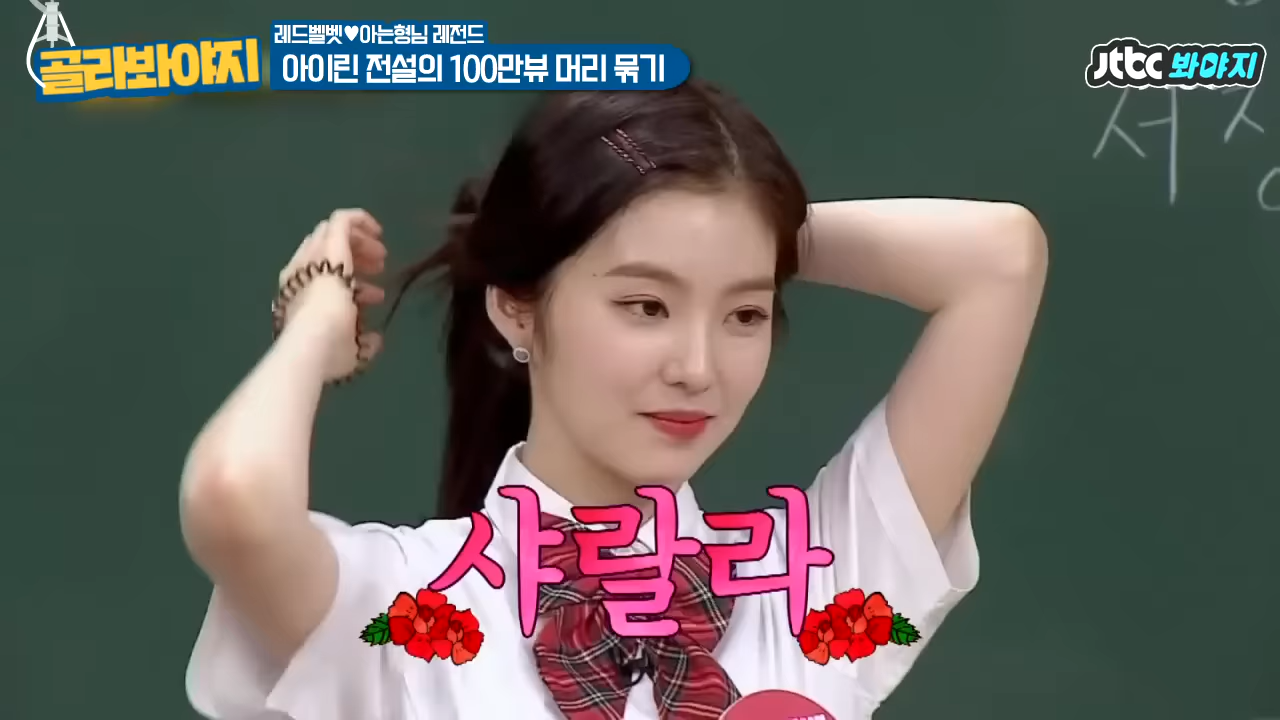 레드벨벳♥아는형님 레전드
골라봐야지
아이린 전설의 100만뷰 머리 묶기
JTBC 봐야지
서
샤랄라